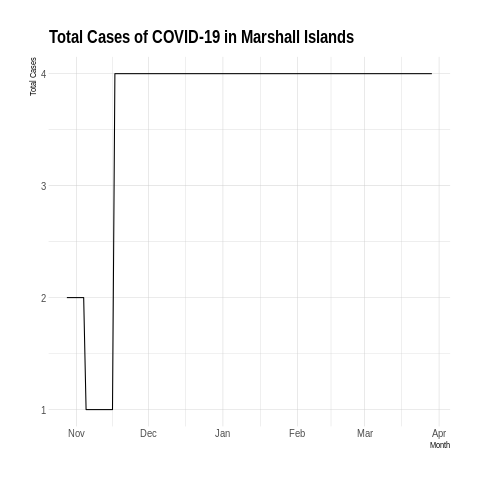 Total Cases of COVID-19 in Marshall Islands
Total Cases
4
3
2
1
Nov Dec Jan Feb Mar Apr
Month